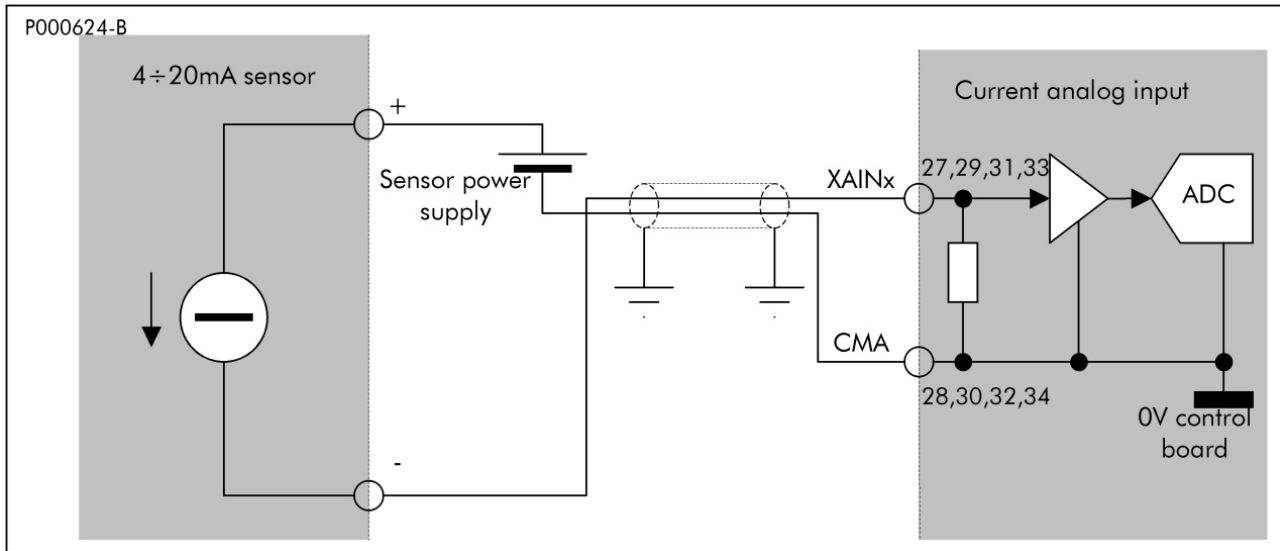 P000624-B
4÷20mA sensor
+
Sensor power
supply
-
XAINx
CMA
Current analog input
27,29,31,33
ADC
28,30,32,34
0V control
board